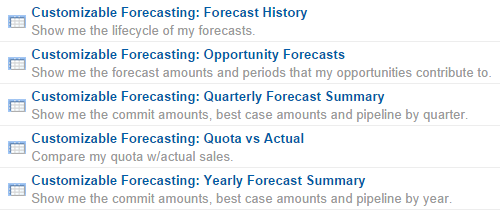 Customizable Forecasting: Forecast History
Show me the lifecycle of my forecasts.
Customizable Forecasting: Opportunity Forecasts
Show me the forecast amounts and periods that my opportunities contribute to.
Customizable Forecasting: Quarterly Forecast Summary
Show me the commit amounts, best case amounts and pipeline by quarter.
Customizable Forecasting: Quota vs Actual
Compare my quota w/actual sales.
Customizable Forecasting: Yearly Forecast Summary
Show me the commit amounts, best case amounts and pipeline by year.